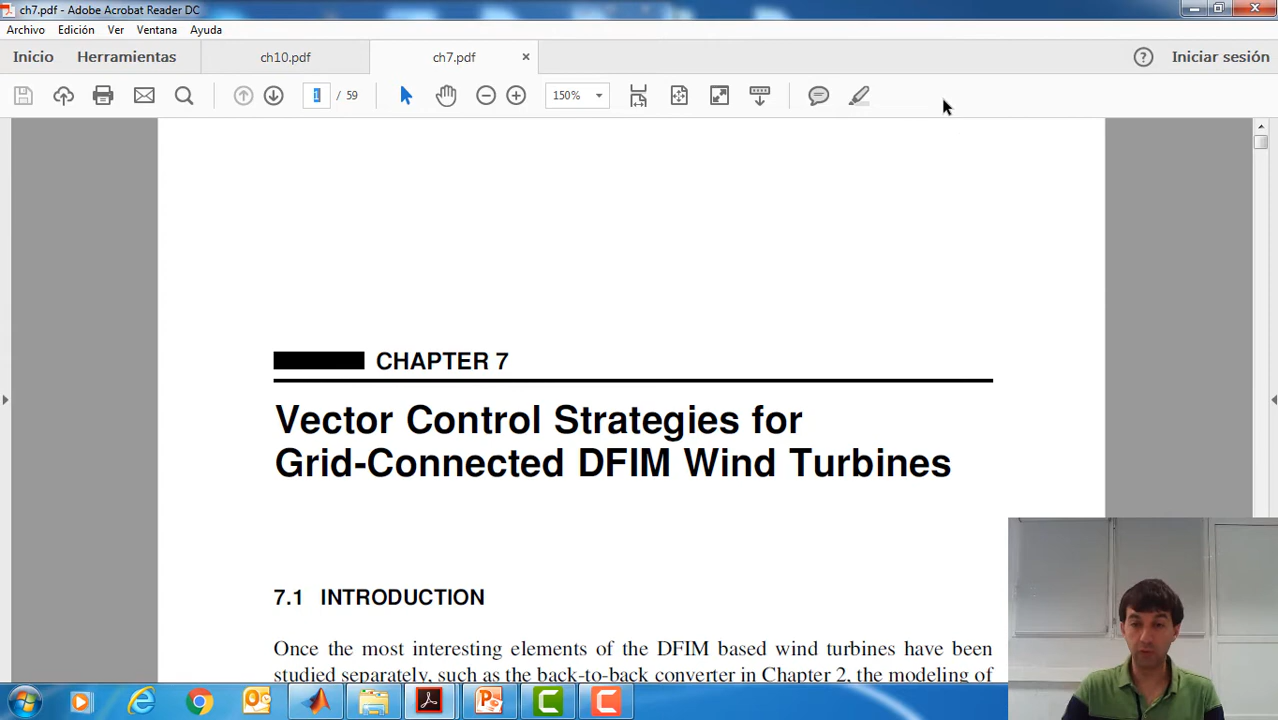 ch7.pdf - Adobe Acrobat Reader DC
Archivo Edición Ver Ventana Ayuda
Inicio Herramientas ch10.pdf ch7.pdf × ? Iniciar sesión
1 / 59 150%
CHAPTER 7
Vector Control Strategies for
Grid-Connected DFIM Wind Turbines
7.1 INTRODUCTION
Once the most interesting elements of the DFIM based wind turbines have been
studied separately, such as the back-to-back converter in Chapter 2, the modeling of